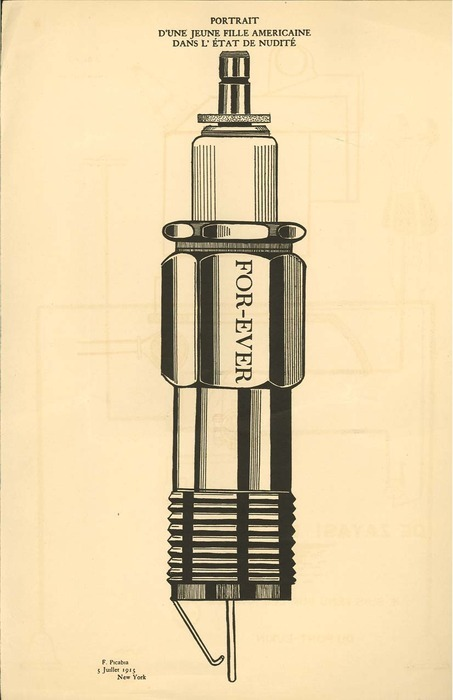 PORTRAIT
D'UNE JEUNE FILLE AMERICAINE
DANS L' ÉTAT DE NUDITÉ
FOR-EVER
F. Picabia
5 Juillet 1915
New York